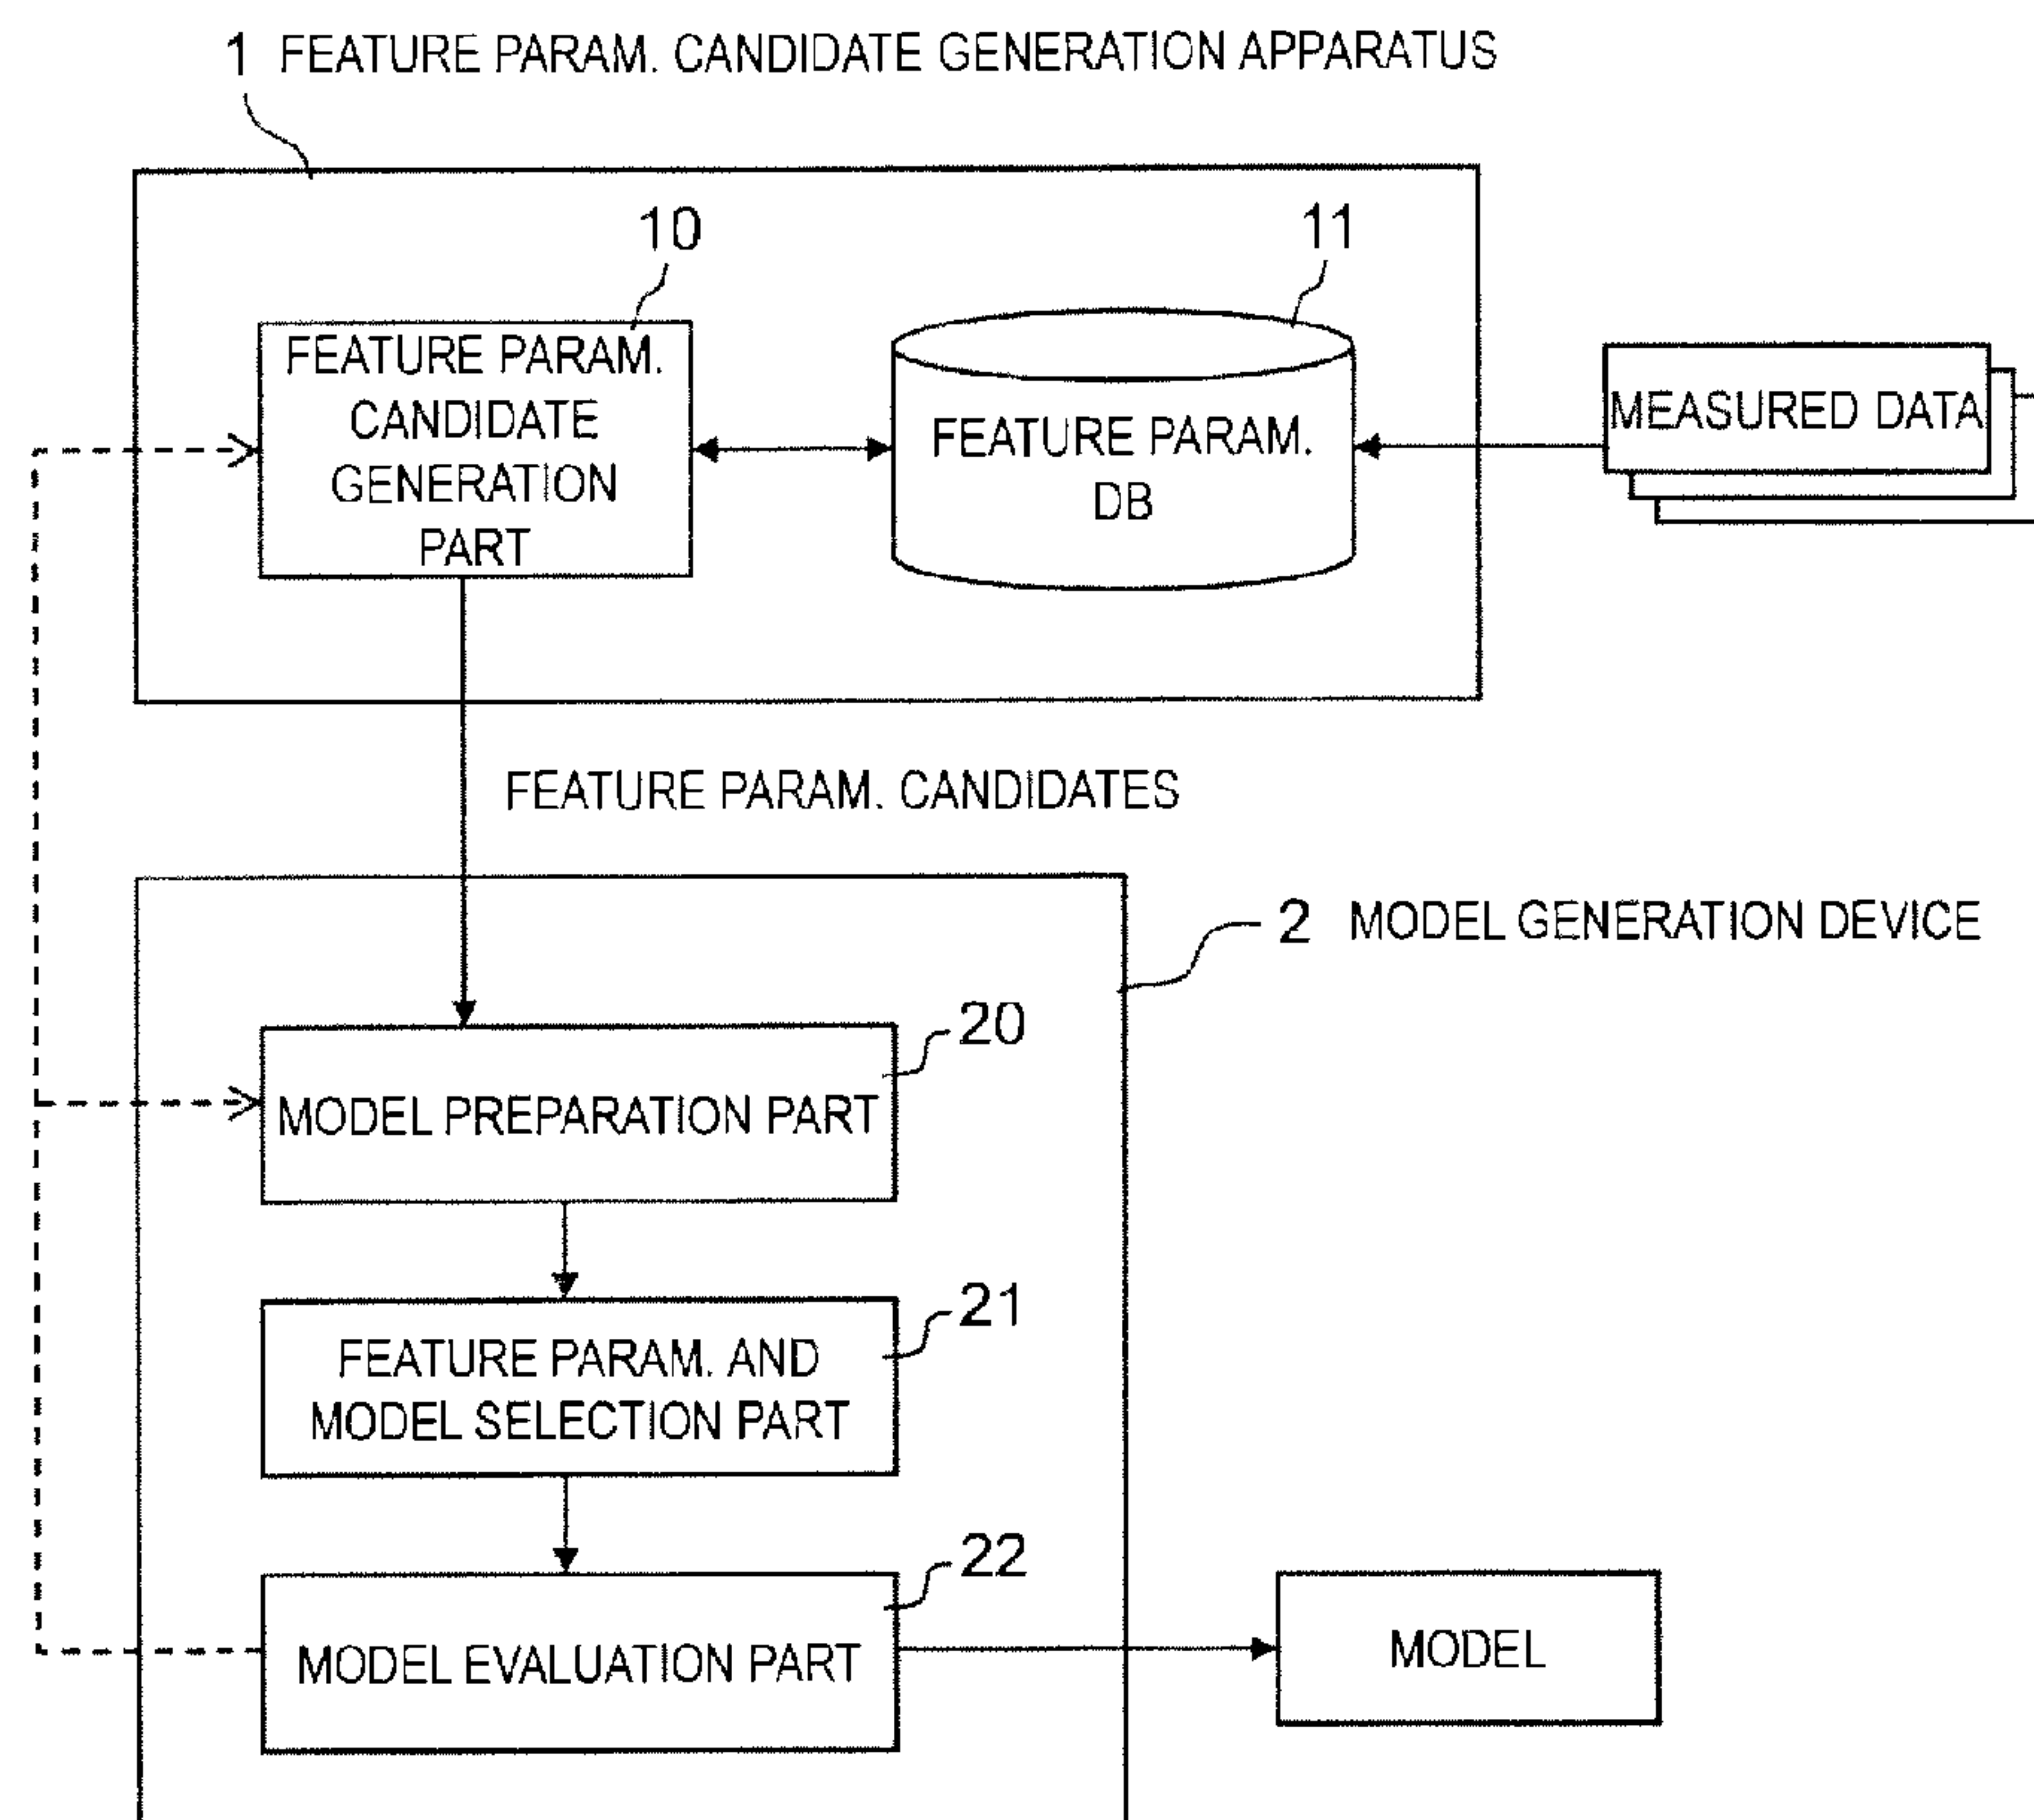 1 FEATURE PARAM. CANDIDATE GENERATION APPARATUS
10
11
FEATURE PARAM.
CANDIDATE
GENERATION
PART
FEATURE PARAM.
DB
MEASURED DATA
FEATURE PARAM. CANDIDATES
2 MODEL GENERATION DEVICE
20
MODEL PREPARATION PART
21
FEATURE PARAM. AND
MODEL SELECTION PART
22
MODEL EVALUATION PART
MODEL